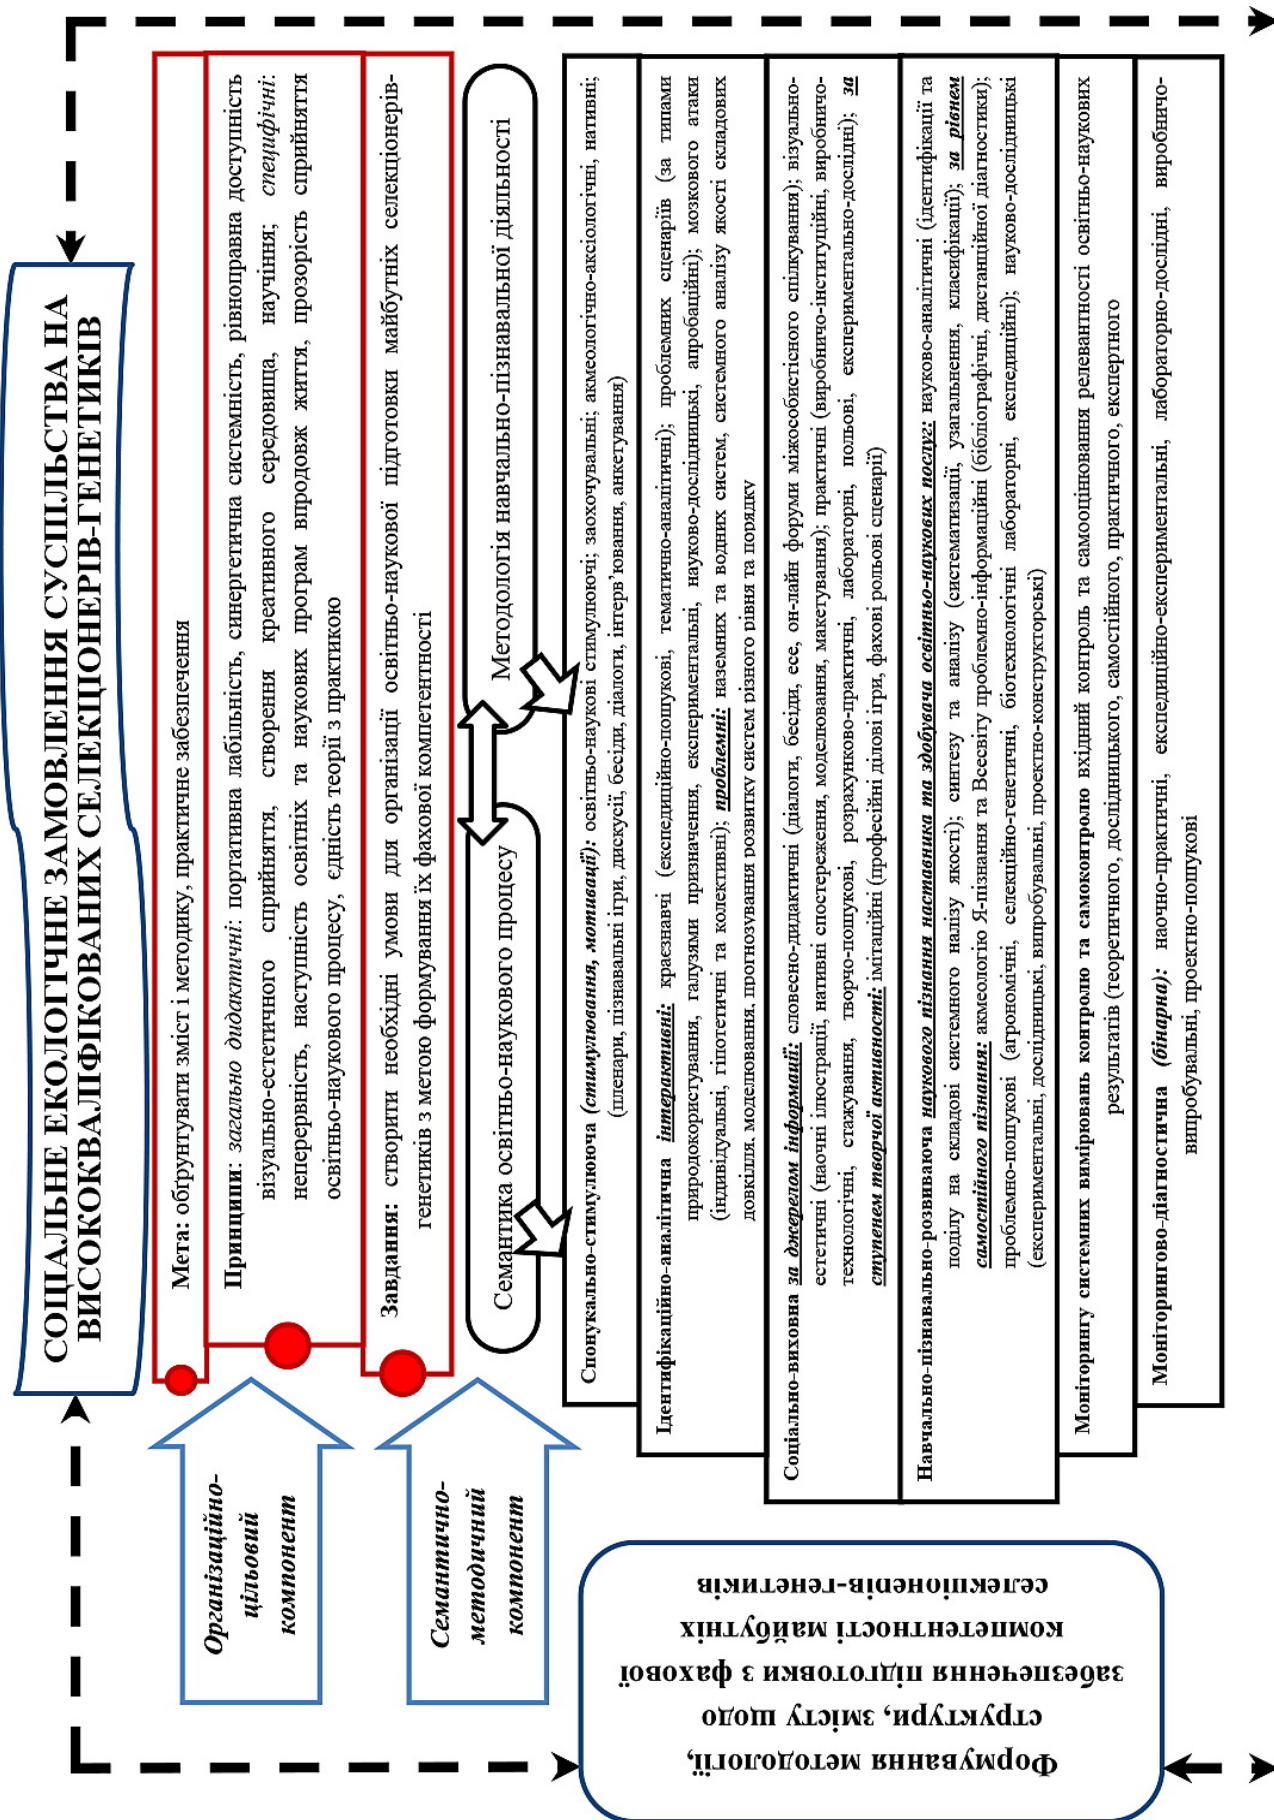 СОЦІАЛЬНЕ ЕКОЛОГІЧНЕ ЗАМОВЛЕННЯ СУСПІЛЬСТВА НА
ВИСОКОКВАЛІФІКОВАНИХ СЕЛЕКЦІОНЕРІВ-ГЕНЕТИКІВ
Організаційно-
цільовий
компонент
Мета: обґрунтувати зміст і методику, практичне забезпечення
Принципи: загально дидактичні: портативна лабільність, синергетична системність, рівноправна доступність
візуально-естетичного сприйняття, створення креативного середовища, научіння; специфічні:
неперервність, наступність освітніх та наукових програм впродовж життя, прозорість сприйняття
освітньо-наукового процесу, єдність теорії з практикою
Завдання: створити необхідні умови для організації освітньо-наукової підготовки майбутніх селекціонерів-
генетиків з метою формування їх фахової компетентності
Семантично-
методичний
компонент
Семантика освітньо-наукового процесу
Методологія навчально-пізнавальної діяльності
Спонукально-стимулююча (стимулювання, мотивації): освітньо-наукові стимулюючі; заохочувальні; акмеологічно-аксіологічні, нативні;
(пленари, пізнавальні ігри, дискусії, бесіди, діалоги, інтерв'ювання, анкетування)
Ідентифікаційно-аналітична інтерактивні: краєзнавчі (експедиційно-пошукові, тематично-аналітичні); проблемних сценаріїв (за типами
природокористування, галузями призначення, експериментальні, науково-дослідницькі, апробаційні); мозкового атаки
(індивідуальні, гіпотетичні та колективні); проблемні: наземних та водних систем, системного аналізу якості складових
довкілля, моделювання, прогнозування розвитку систем різного рівня та порядку
Соціально-виховна за джерелом інформації: словесно-дидактичні (діалоги, бесіди, есе, он-лайн форуми міжособистісного спілкування); візуально-
естетичні (наочні ілюстрації, нативні спостереження, моделювання, макетування); практичні (виробничо-інституційні, виробничо-
технологічні, стажування, творчо-пошукові, розрахунково-практичні, лабораторні, польові, експериментально-дослідні); за
ступенем творчої активності: імітаційні (професійні ділові ігри, фахові рольові сценарії)
Навчально-пізнавально-розвиваюча наукового пізнання наставника та здобувача освітньо-наукових послуг: науково-аналітичні (ідентифікації та
поділу на складові системного налізу якості); синтезу та аналізу (систематизації, узагальнення, класифікації); за рівнем
самостійного пізнання: акмеологію Я-пізнання та Всесвіту проблемно-інформаційні (бібліографічні, дистанційної діагностики);
проблемно-пошукові (агрономічні, селекційно-генетичні, біотехнологічні лабораторні, експедиційні); науково-дослідницькі
(експериментальні, дослідницькі, випробувальні, проектно-конструкторські)
Моніторингу системних вимірювань контролю та самоконтролю вхідний контроль та самооцінювання релевантності освітньо-наукових
результатів (теоретичного, дослідницького, самостійного, практичного, експертного
Моніторингово-діагностична (бінарна): наочно-практичні, експедиційно-експериментальні, лабораторно-дослідні, виробничо-
випробувальні, проектно-пошукові
Формування методології,
структури, змісту щодо
забезпечення підготовки з фахової
компетентності майбутніх
селекціонерів-генетиків